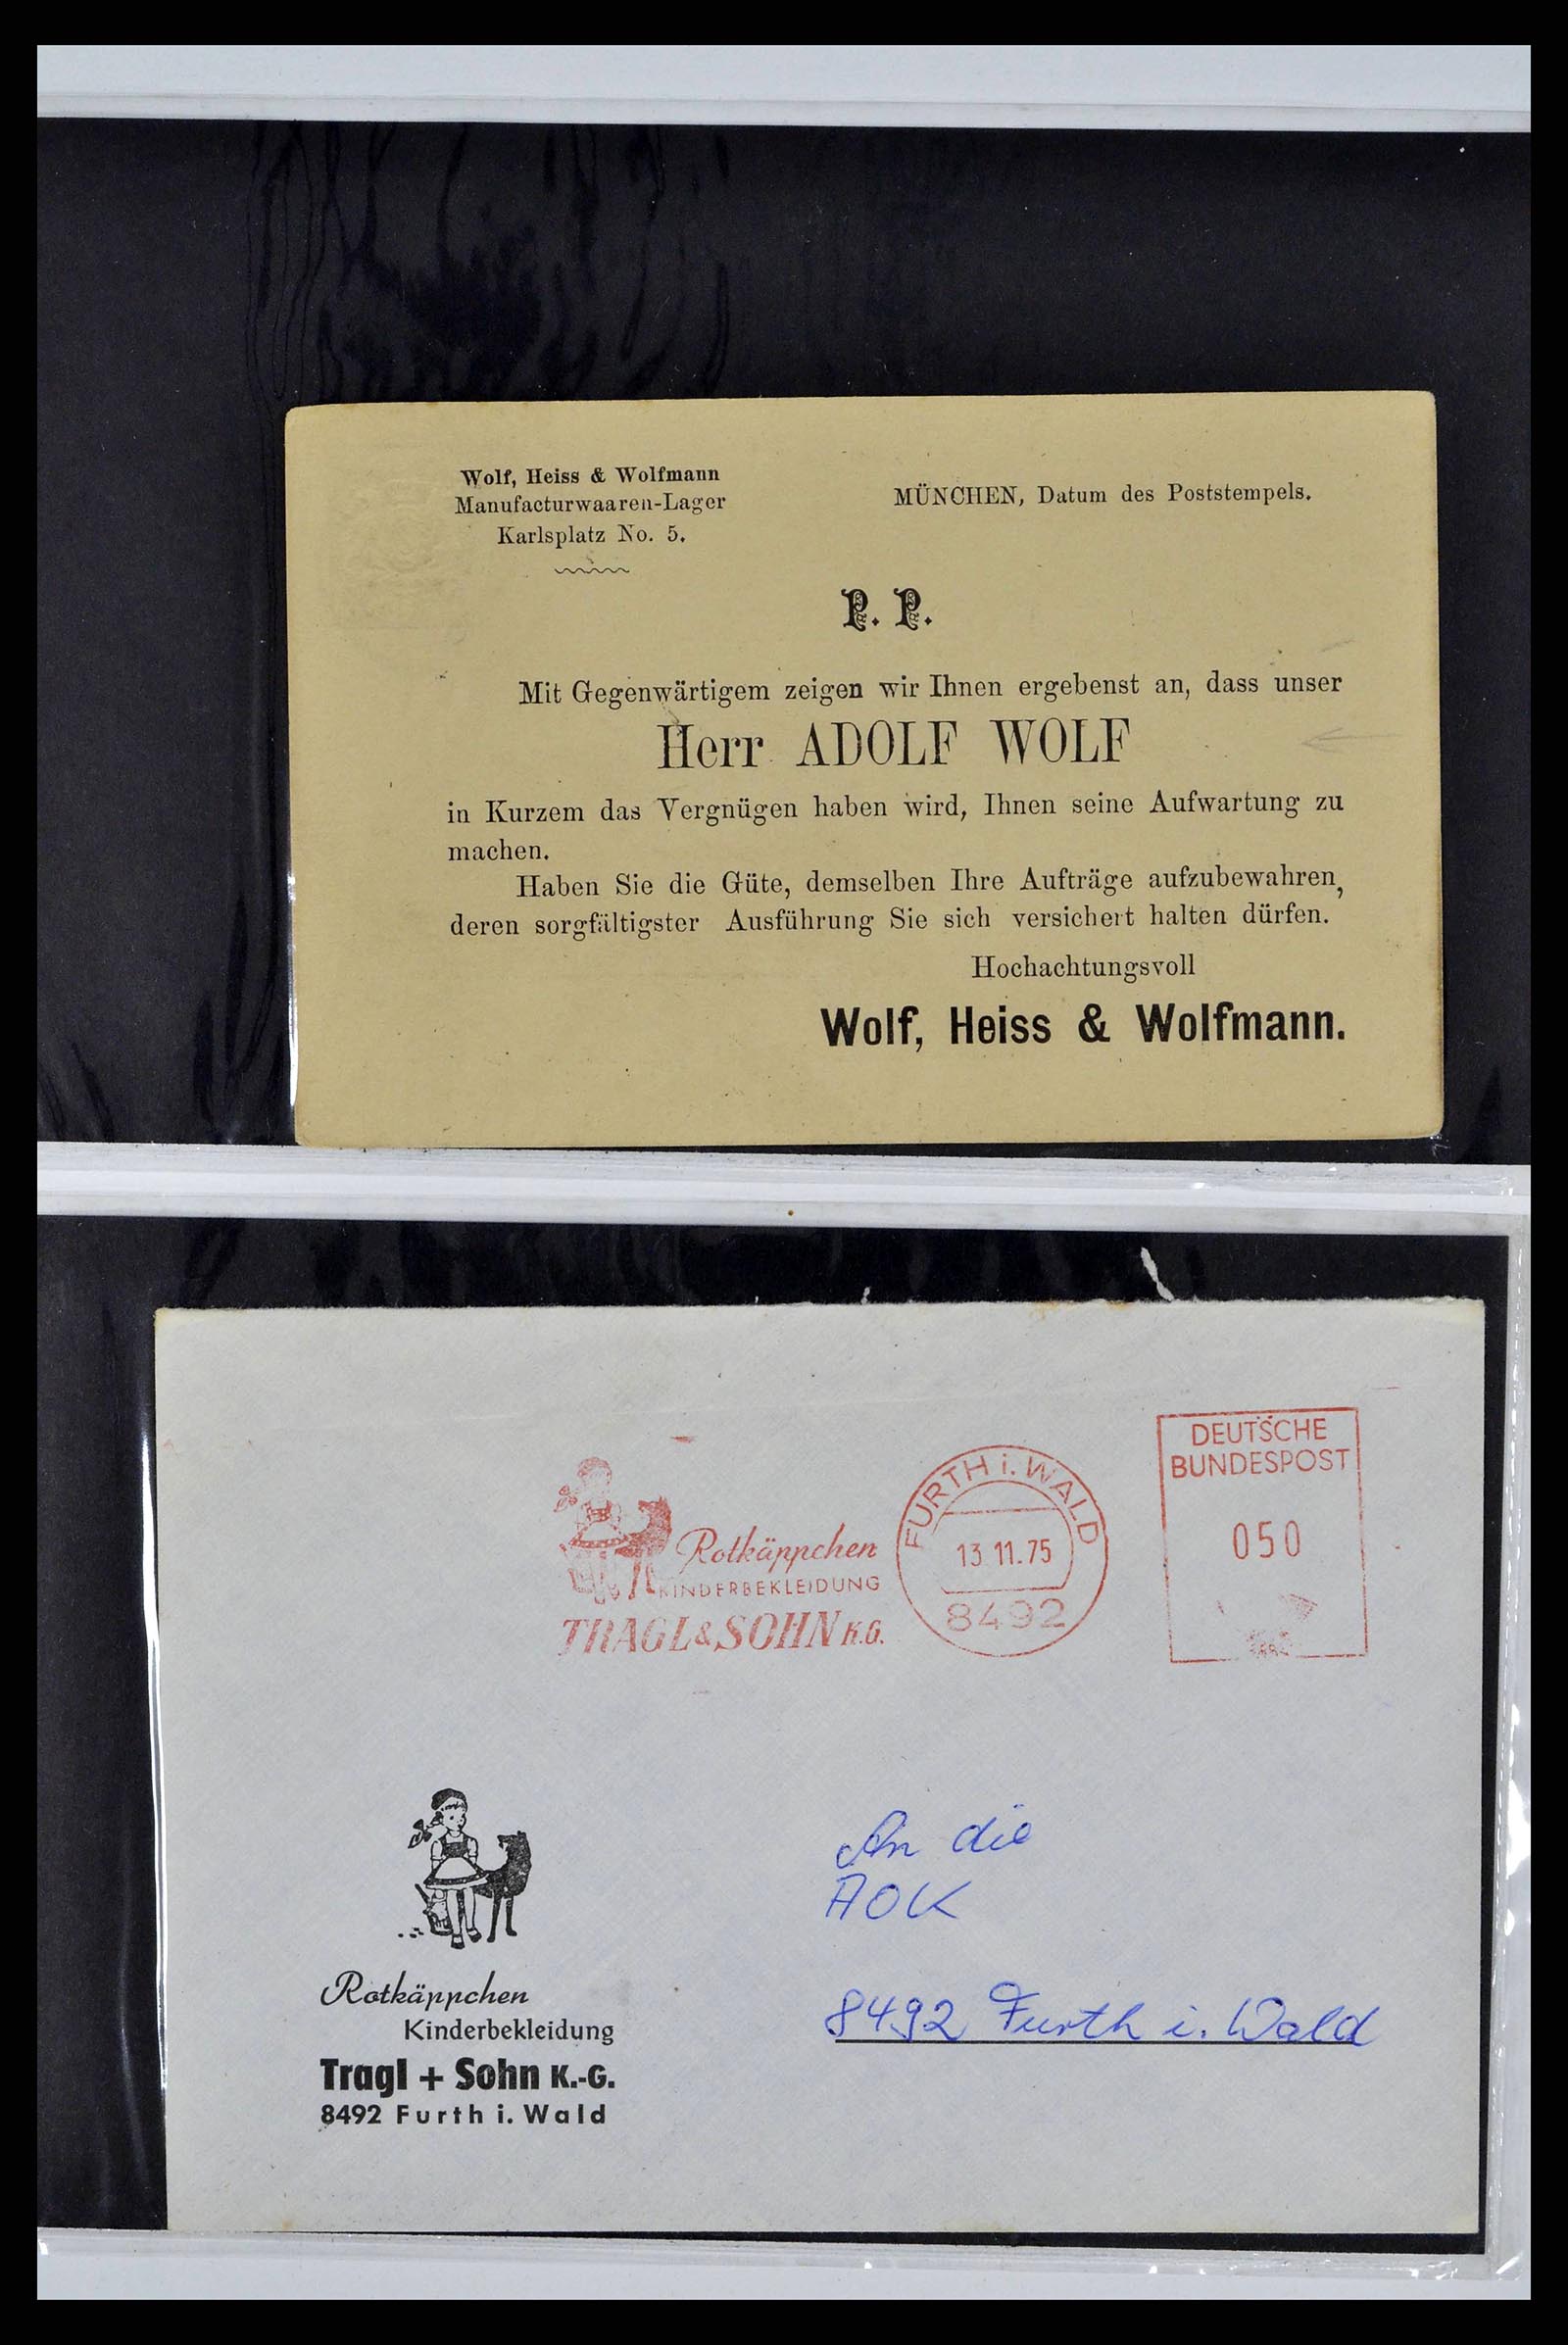 Wolf, Heiss & Wolfmann
Manufacturwaaren-Lager
Karlsplatz No. 5.
MÜNCHEN, Datum des Poststempels.
P. P.
Mit Gegenwärtigem zeigen wir Ihnen ergebenst an, dass unser
Herr ADOLF WOLF
in Kurzem das Vergnügen haben wird, Ihnen seine Aufwartung zu
machen.
Haben Sie die Güte, demselben Ihre Aufträge aufzubewahren,
deren sorgfältigster Ausführung Sie sich versichert halten dürfen.
Hochachtungsvoll
Wolf, Heiss & Wolfmann.
Rotkäppchen
KINDERBEKLEIDUNG
TRAGL & SOHN K.G.
FURTH i. WALD
13 11.75
8492
DEUTSCHE
BUNDESPOST
050
Rotkäppchen
Kinderbekleidung
Tragl + Sohn K.-G.
8492 Furth i. Wald
An die
AOK
8492 Furth i. Wald